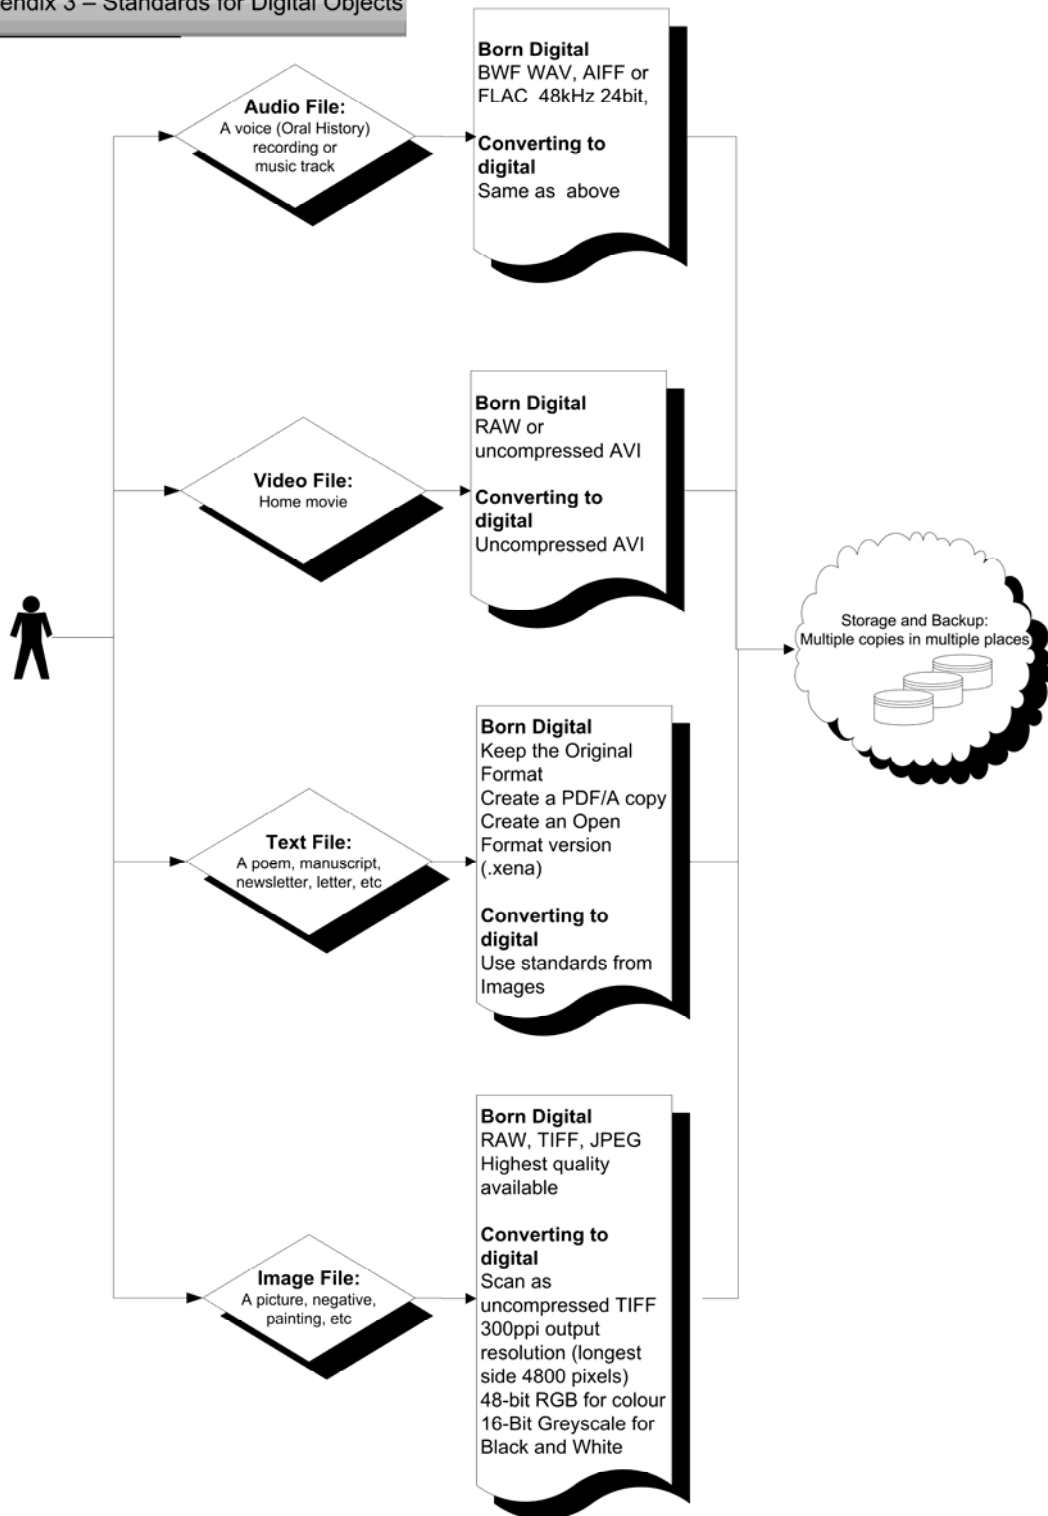 endix 3 – Standards for Digital Objects
Audio File:
A voice (Oral History)
recording or
music track
Born Digital
BWF WAV, AIFF or
FLAC 48kHz 24bit,
Converting to
digital
Same as above
Video File:
Home movie
Born Digital
RAW or
uncompressed AVI
Converting to
digital
Uncompressed AVI
Storage and Backup:
Multiple copies in multiple places
Text File:
A poem, manuscript,
newsletter, letter, etc
Born Digital
Keep the Original
Format
Create a PDF/A copy
Create an Open
Format version
(.xena)
Converting to
digital
Use standards from
Images
Image File:
A picture, negative,
painting, etc
Born Digital
RAW, TIFF, JPEG
Highest quality
available
Converting to
digital
Scan as
uncompressed TIFF
300ppi output
resolution (longest
side 4800 pixels)
48-bit RGB for colour
16-Bit Greyscale for
Black and White